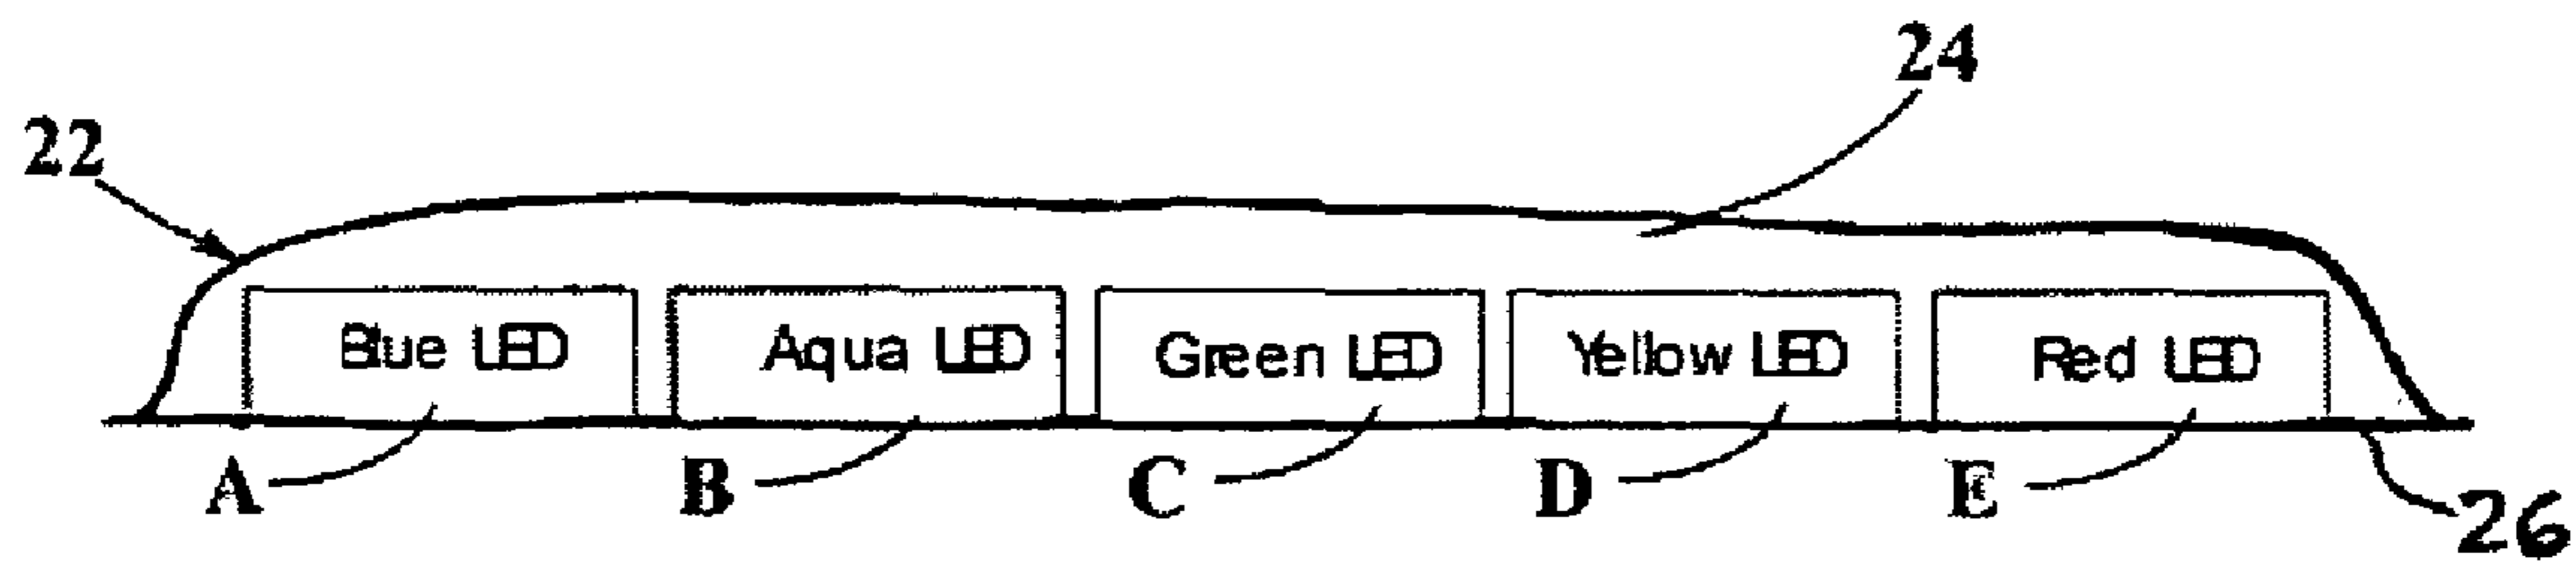 24
22
Blue LED Aqua LED Green LED Yellow LED Red LED
A B C D E 26